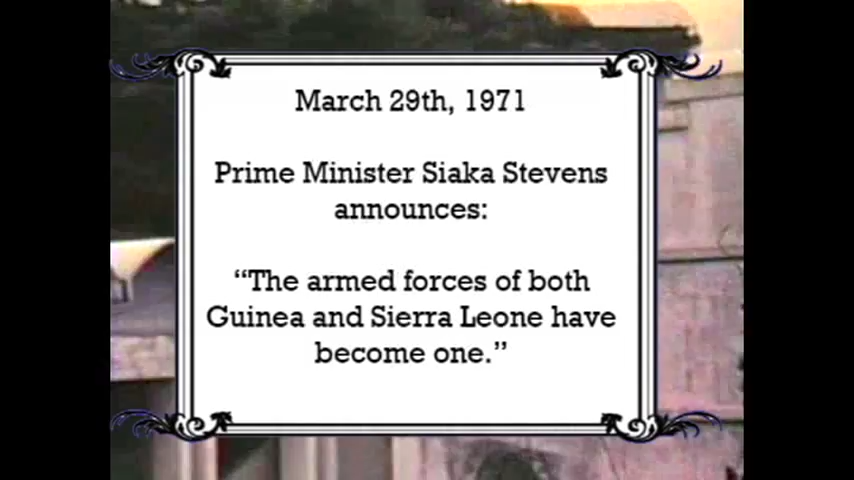 March 29th, 1971
Prime Minister Siaka Stevens
announces:
“The armed forces of both
Guinea and Sierra Leone have
become one.”